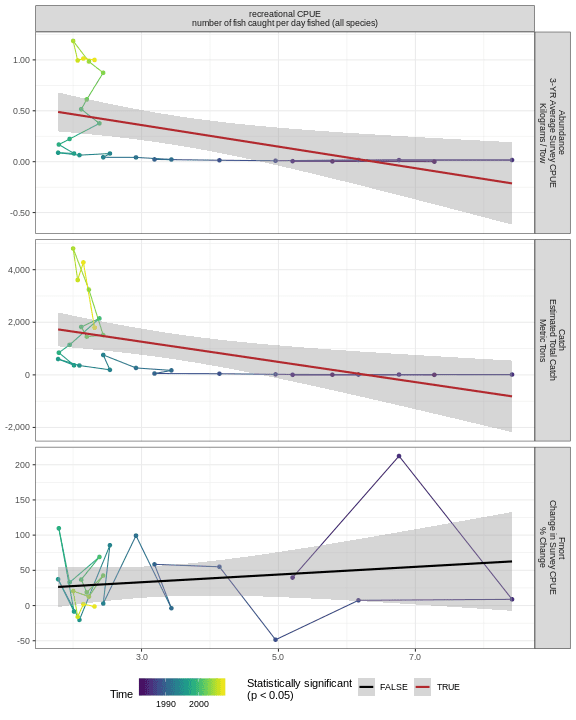 recreational CPUE
number of fish caught per day fished (all species)
1.00
0.50
0.00
-0.50
Abundance
3-YR Average Survey CPUE
Kilograms / Tow
4,000
2,000
0
-2,000
Catch
Estimated Total Catch
Metric Tons
200
150
100
50
0
-50
Fmort
Change in Survey CPUE
% Change
3.0
5.0
7.0
Time
1990
2000
Statistically significant
(p < 0.05)
FALSE
TRUE